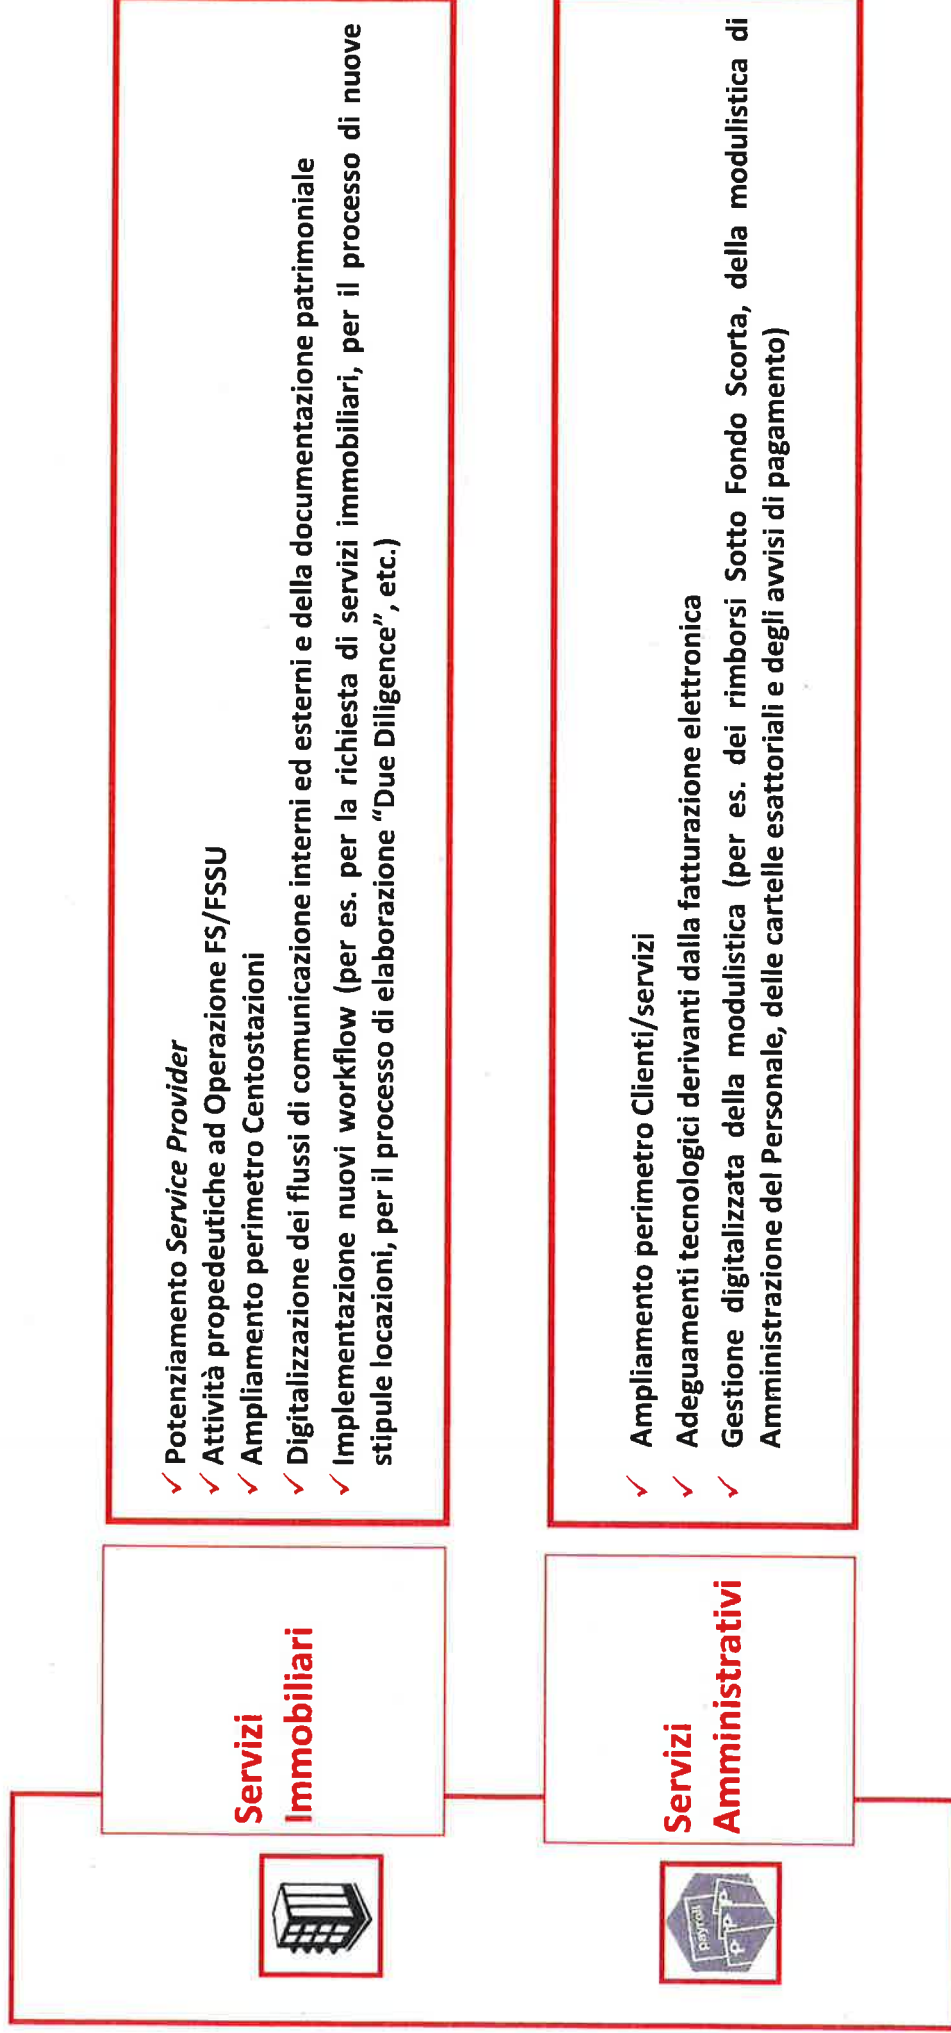 Servizi
Immobiliari
✓ Potenziamento Service Provider
✓ Attività propedeutiche ad Operazione FS/FSSU
✓ Ampliamento perimetro Centostazioni
✓ Digitalizzazione dei flussi di comunicazione interni ed esterni e della documentazione patrimoniale
✓ Implementazione nuovi workflow (per es. per la richiesta di servizi immobiliari, per il processo di nuove
stipule locazioni, per il processo di elaborazione “Due Diligence”, etc.)
payroll
P P P
Servizi
Amministrativi
✓ Ampliamento perimetro Clienti/servizi
✓ Adeguamenti tecnologici derivanti dalla fatturazione elettronica
✓ Gestione digitalizzata della modulistica (per es. dei rimborsi Sotto Fondo Scorta, della modulistica di
Amministrazione del Personale, delle cartelle esattoriali e degli avvisi di pagamento)